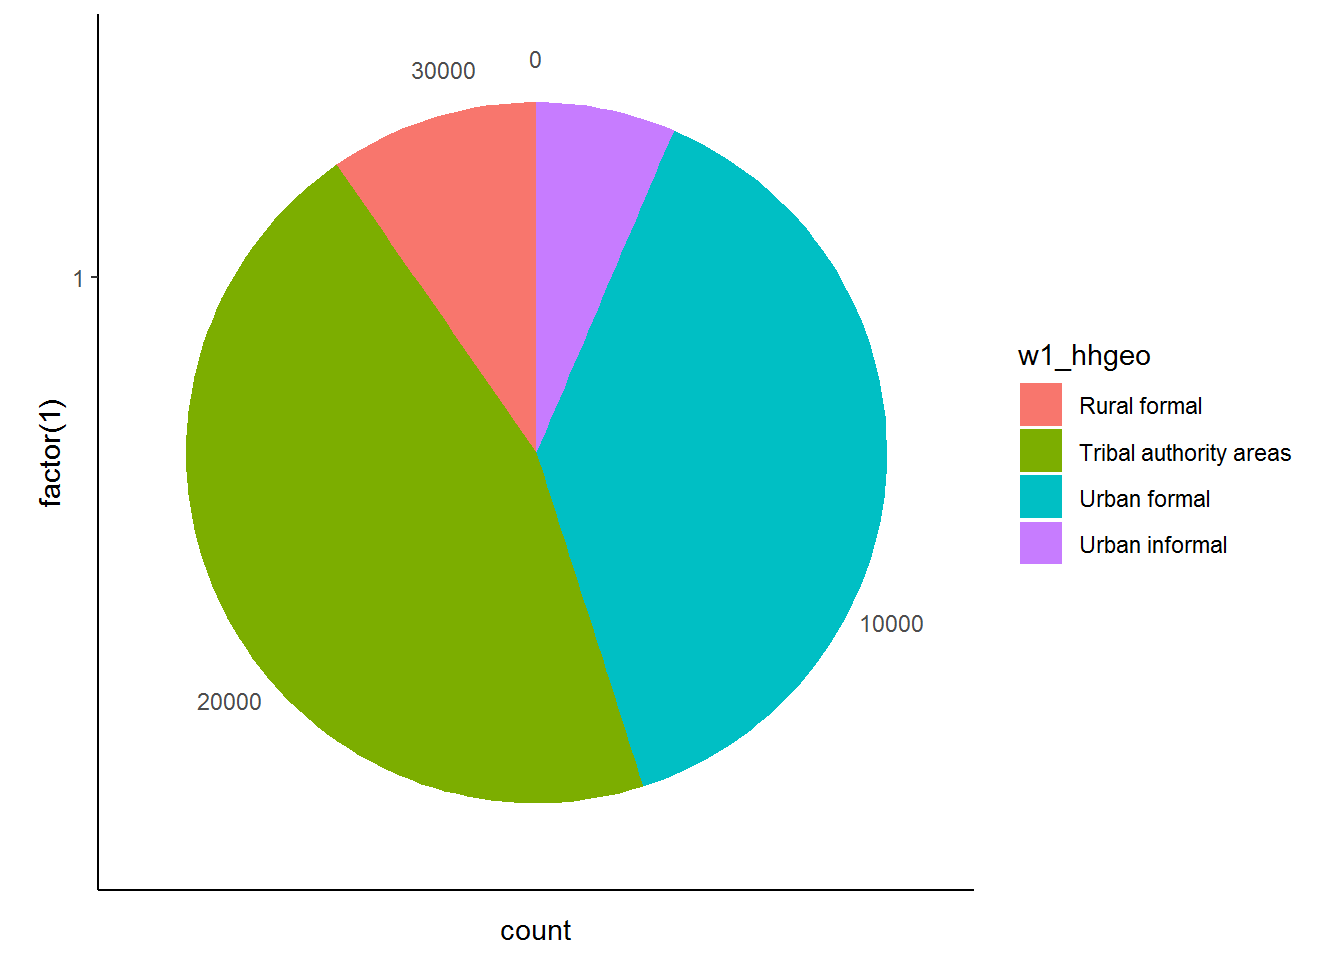 30000
0
1
10000
20000
factor(1)
count
w1_hhgeo
Rural formal
Tribal authority areas
Urban formal
Urban informal